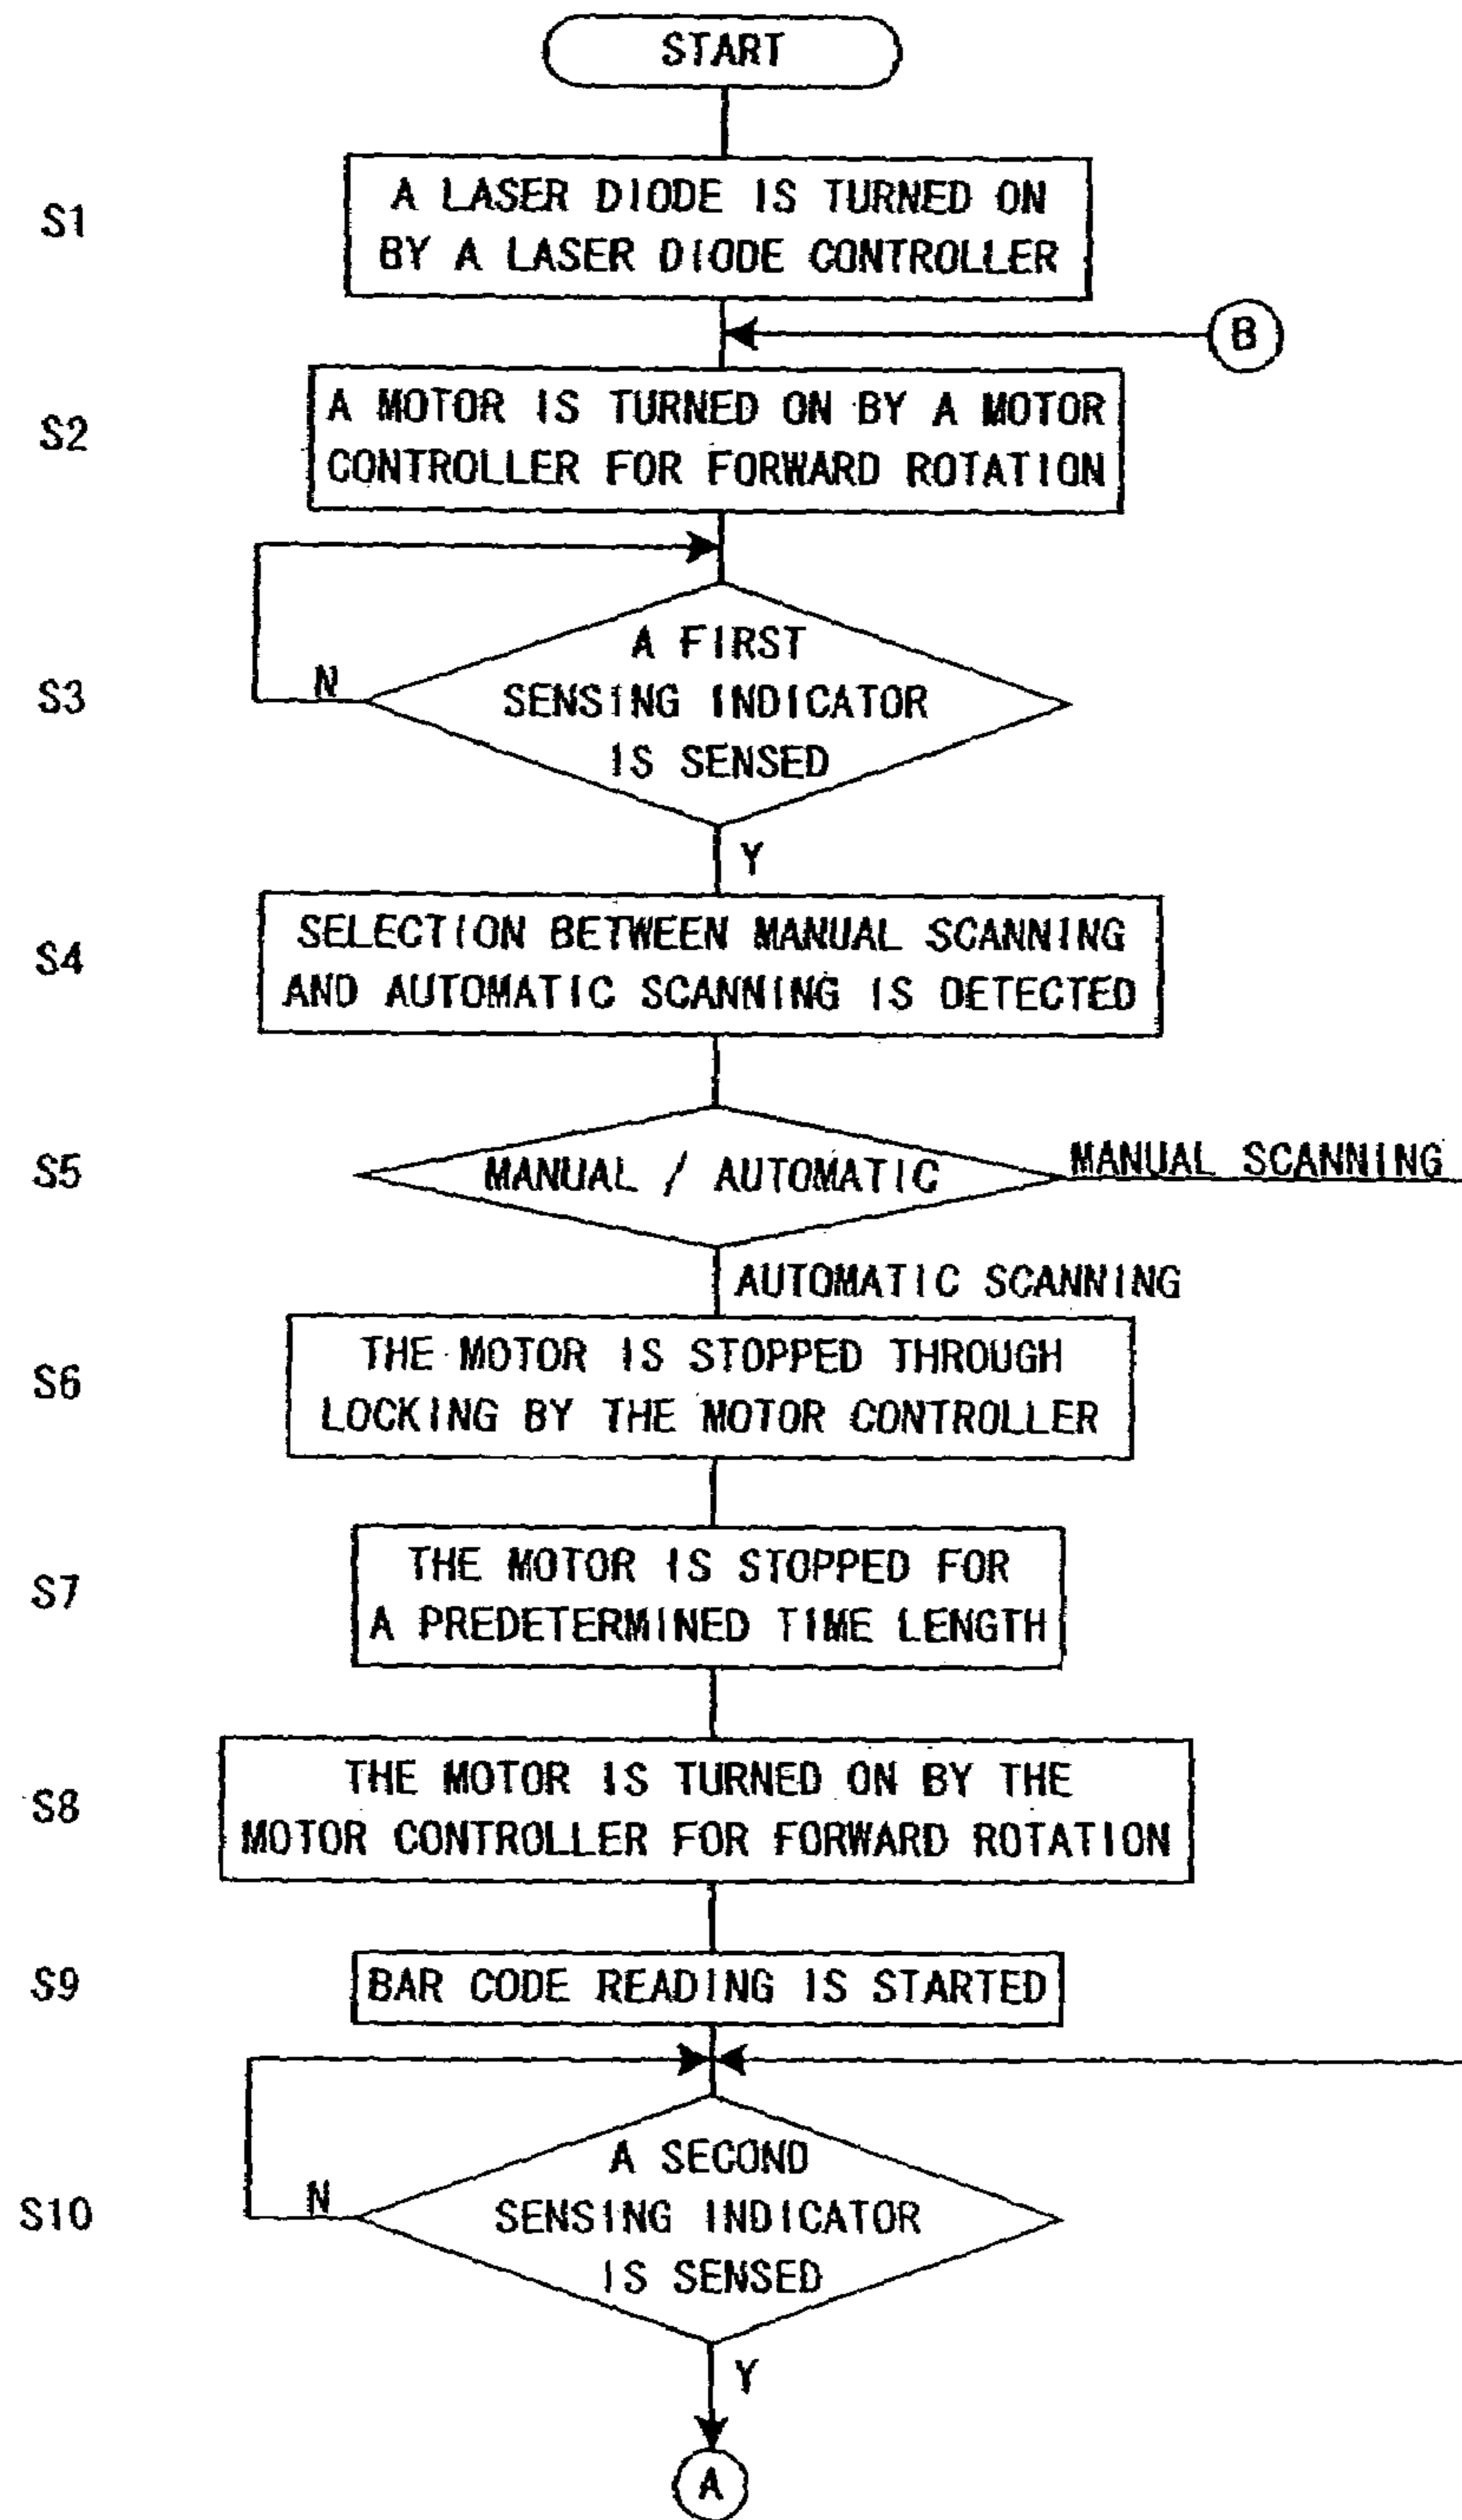 START
S1
A LASER DIODE IS TURNED ON
BY A LASER DIODE CONTROLLER
B
S2
A MOTOR IS TURNED ON BY A MOTOR
CONTROLLER FOR FORWARD ROTATION
S3
N
A FIRST
SENSING INDICATOR
IS SENSED
Y
S4
SELECTION BETWEEN MANUAL SCANNING
AND AUTOMATIC SCANNING IS DETECTED
S5
MANUAL / AUTOMATIC
MANUAL SCANNING
AUTOMATIC SCANNING
S6
THE MOTOR IS STOPPED THROUGH
LOCKING BY THE MOTOR CONTROLLER
S7
THE MOTOR IS STOPPED FOR
A PREDETERMINED TIME LENGTH
S8
THE MOTOR IS TURNED ON BY THE
MOTOR CONTROLLER FOR FORWARD ROTATION
S9
BAR CODE READING IS STARTED
S10
N
A SECOND
SENSING INDICATOR
IS SENSED
Y
A